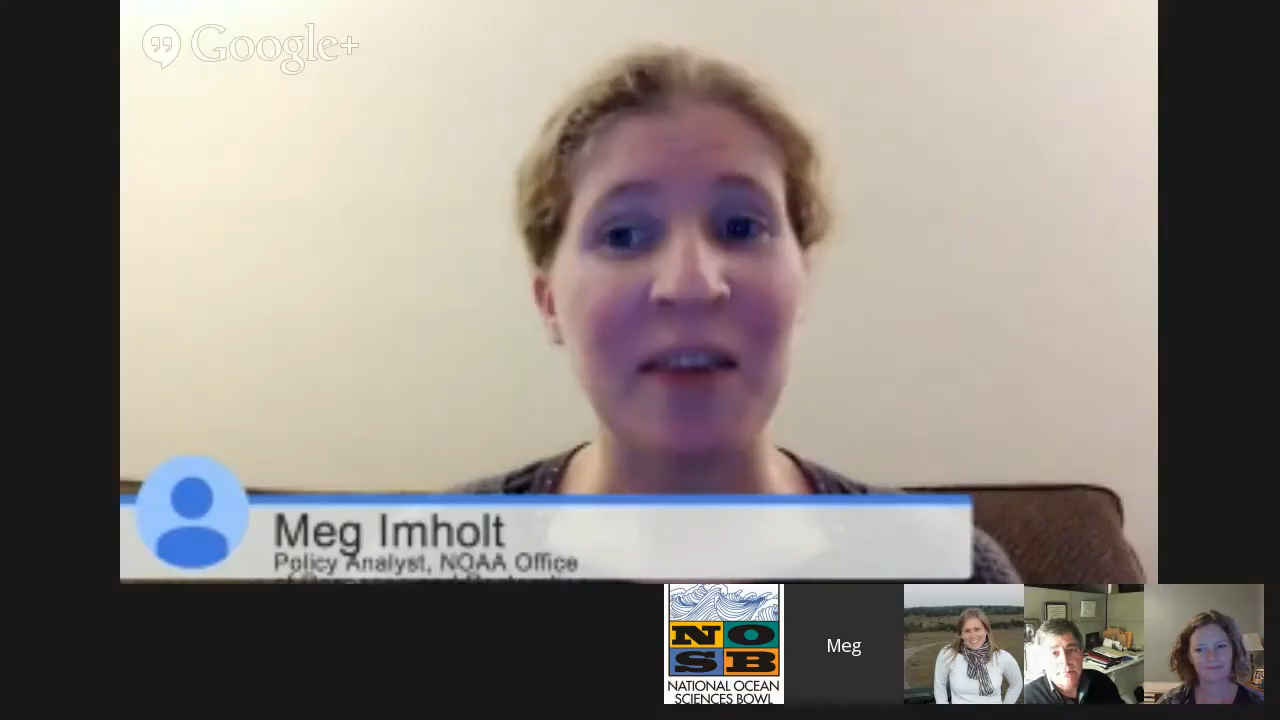 Google+
Meg Imholt
Policy Analyst, NOAA Office
NOSB
NATIONAL OCEAN
SCIENCES BOWL
Meg